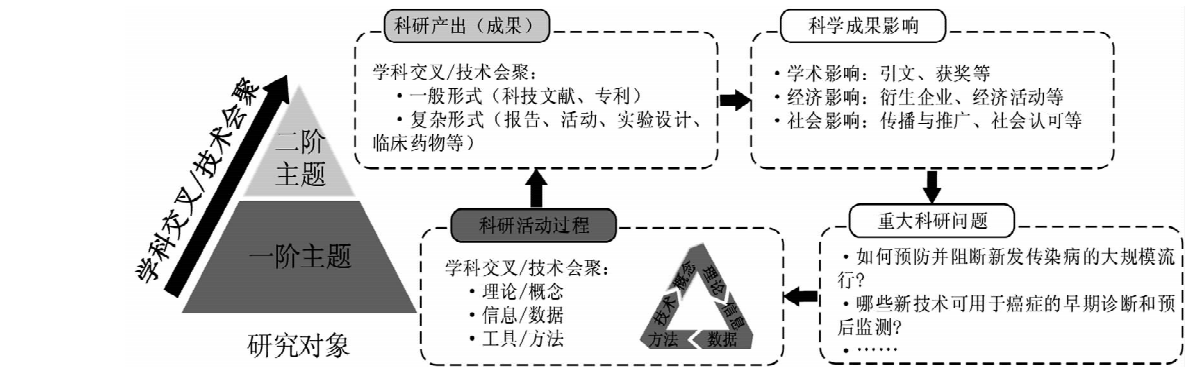 学科交叉/技术会聚
二阶
主题
一阶主题
研究对象
科研产出（成果）
学科交叉/技术会聚：
・一般形式（科技文献、专利）
・复杂形式（报告、活动、实验设计、
临床药物等）
科学成果影响
・学术影响：引文、获奖等
・经济影响：衍生企业、经济活动等
・社会影响：传播与推广、社会认可等
科研活动过程
学科交叉/技术会聚：
・理论/概念
・信息/数据
・工具/方法
技术
概念
理论
信息
方法
数据
重大科研问题
・如何预防并阻断新发传染病的大规模流
行?
・哪些新技术可用于癌症的早期诊断和预
后监测?
・……